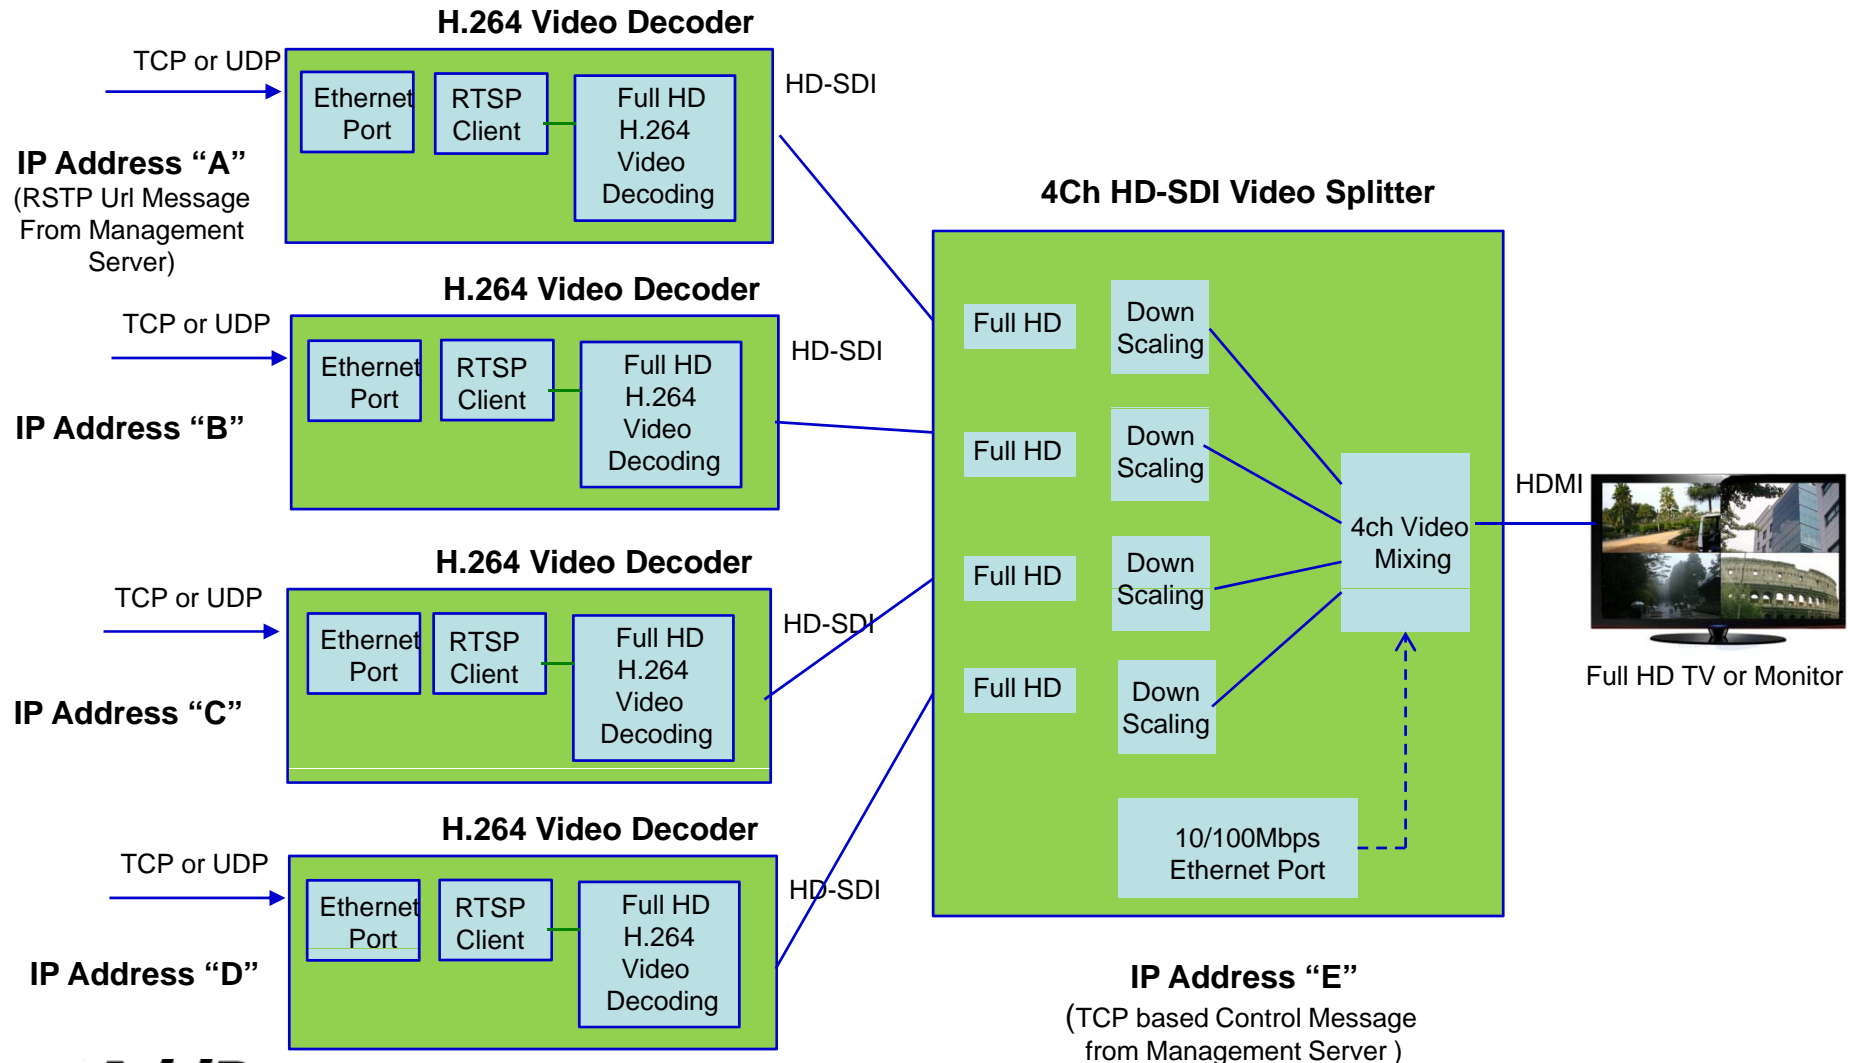 H.264 Video Decoder
TCP or UDP
Ethernet
Port
RTSP
Client
Full HD
H.264
Video
Decoding
HD-SDI
IP Address “A”
(RSTP Url Message
From Management
Server)
H.264 Video Decoder
TCP or UDP
Ethernet
Port
RTSP
Client
Full HD
H.264
Video
Decoding
HD-SDI
IP Address “B”
H.264 Video Decoder
TCP or UDP
Ethernet
Port
RTSP
Client
Full HD
H.264
Video
Decoding
HD-SDI
IP Address “C”
H.264 Video Decoder
TCP or UDP
Ethernet
Port
RTSP
Client
Full HD
H.264
Video
Decoding
HD-SDI
IP Address “D”
4Ch HD-SDI Video Splitter
Full HD
Down
Scaling
Full HD
Down
Scaling
Full HD
Down
Scaling
Full HD
Down
Scaling
4ch Video
Mixing
10/100Mbps
Ethernet Port
HDMI
Full HD TV or Monitor
IP Address “E”
(TCP based Control Message
from Management Server )